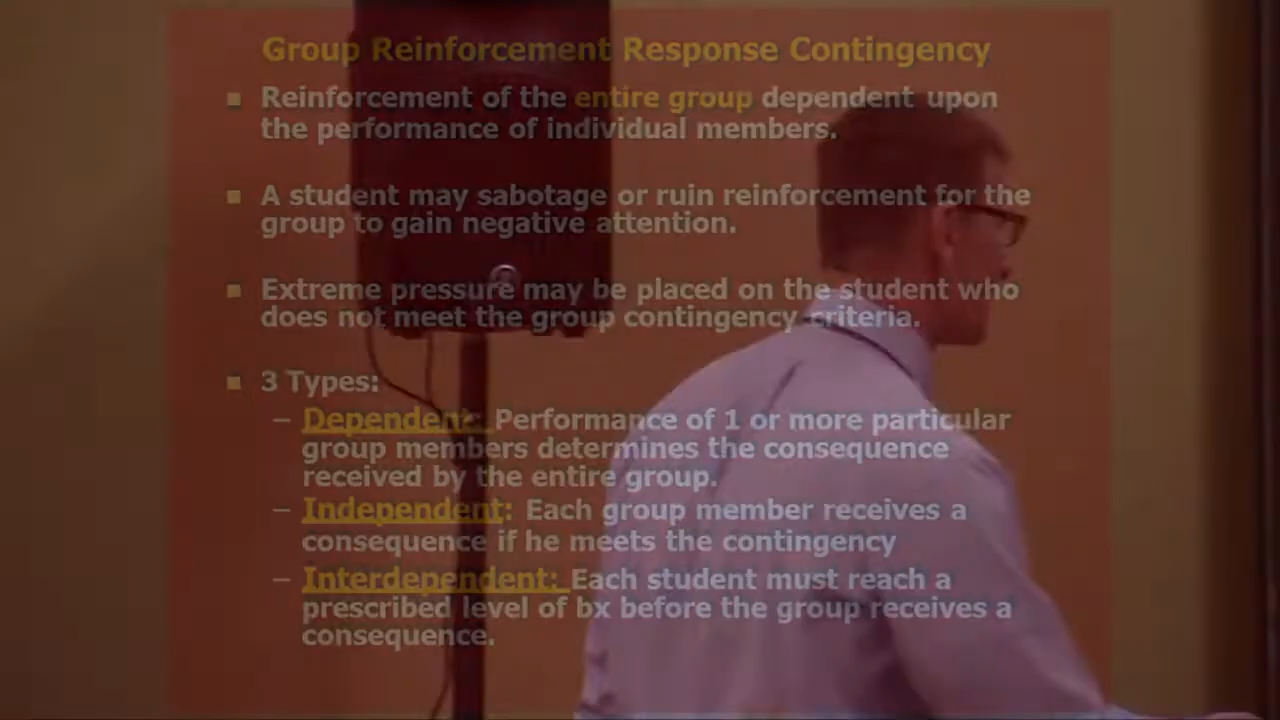 Group Reinforcement Response Contingency
▪ Reinforcement of the entire group dependent upon
the performance of individual members.
▪ A student may sabotage or ruin reinforcement for the
group to gain negative attention.
▪ Extreme pressure may be placed on the student who
does not meet the group contingency criteria.
▪ 3 Types:
– Dependent: Performance of 1 or more particular
group members determines the consequence
received by the entire group.
– Independent: Each group member receives a
consequence if he meets the contingency
– Interdependent: Each student must reach a
prescribed level of bx before the group receives a
consequence.